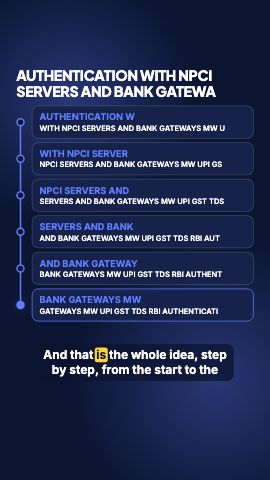 AUTHENTICATION WITH NPCI
SERVERS AND BANK GATEWA
AUTHENTICATION W
WITH NPCI SERVERS AND BANK GATEWAYS MW U
WITH NPCI SERVER
NPCI SERVERS AND BANK GATEWAYS MW UPI GS
NPCI SERVERS AND
SERVERS AND BANK GATEWAYS MW UPI GST TDS
SERVERS AND BANK
AND BANK GATEWAYS MW UPI GST TDS RBI AUT
AND BANK GATEWAY
BANK GATEWAYS MW UPI GST TDS RBI AUTHENT
BANK GATEWAYS MW
GATEWAYS MW UPI GST TDS RBI AUTHENTICATI
And that is the whole idea, step
by step, from the start to the